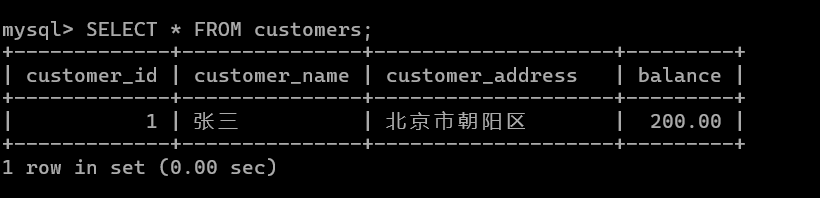 mysql> SELECT * FROM customers;
+-------------+---------------+--------------------+---------+
| customer_id | customer_name | customer_address   | balance |
+-------------+---------------+--------------------+---------+
|           1 | 张三          | 北京市朝阳区       |  200.00 |
+-------------+---------------+--------------------+---------+
1 row in set (0.00 sec)